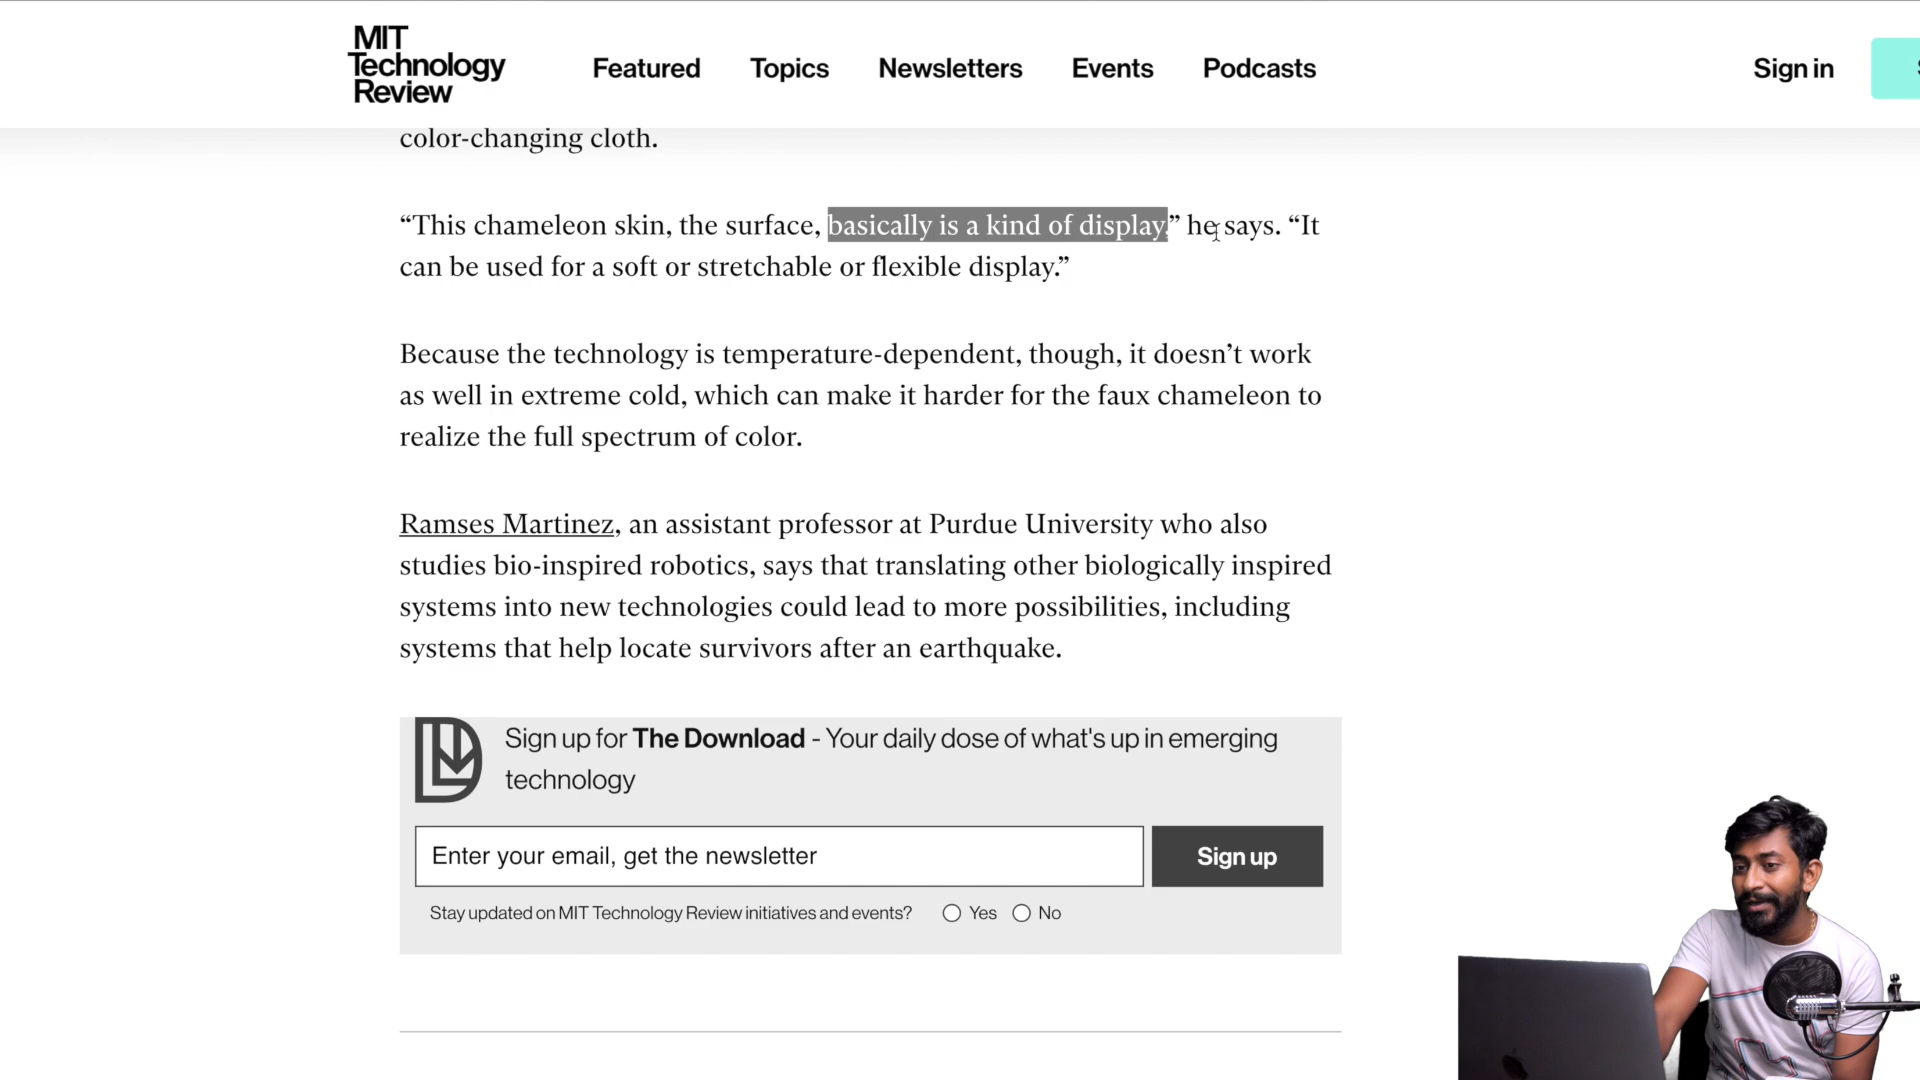 MIT
Technology
Review
Featured
Topics
Newsletters
Events
Podcasts
Sign in
color-changing cloth.
“This chameleon skin, the surface, basically is a kind of display,” he says. “It
can be used for a soft or stretchable or flexible display.”
Because the technology is temperature-dependent, though, it doesn’t work
as well in extreme cold, which can make it harder for the faux chameleon to
realize the full spectrum of color.
Ramses Martinez, an assistant professor at Purdue University who also
studies bio-inspired robotics, says that translating other biologically inspired
systems into new technologies could lead to more possibilities, including
systems that help locate survivors after an earthquake.
Sign up for The Download - Your daily dose of what's up in emerging
technology
Enter your email, get the newsletter
Sign up
Stay updated on MIT Technology Review initiatives and events?
Yes
No